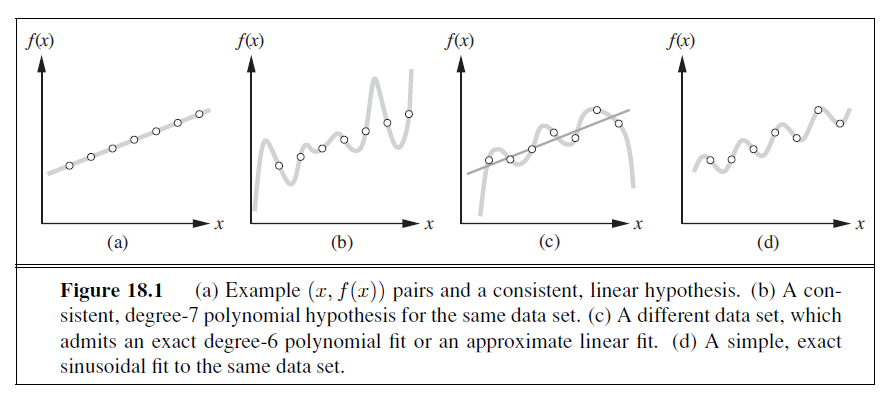 f(x) f(x) f(x) f(x)
x x x x
(a) (b) (c) (d)
Figure 18.1 (a) Example (x, f(x)) pairs and a consistent, linear hypothesis. (b) A con-
sistent, degree-7 polynomial hypothesis for the same data set. (c) A different data set, which
admits an exact degree-6 polynomial fit or an approximate linear fit. (d) A simple, exact
sinusoidal fit to the same data set.